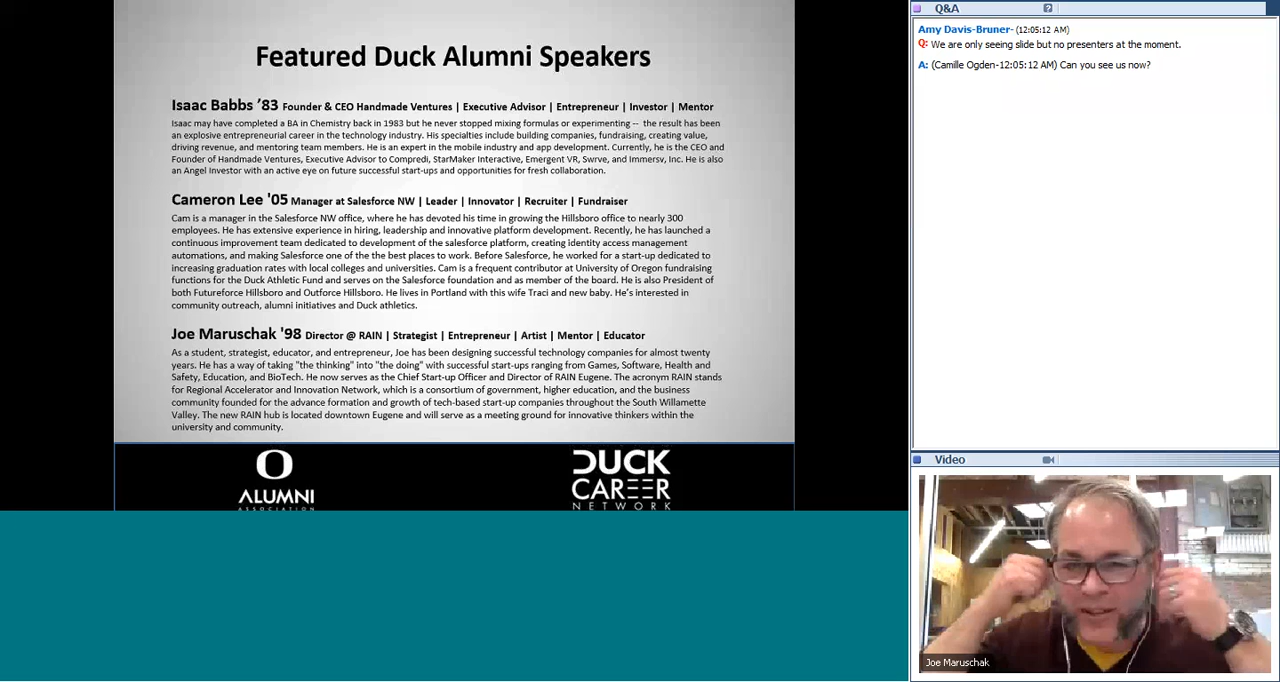 Featured Duck Alumni Speakers
Isaac Babbs ’83 Founder & CEO Handmade Ventures | Executive Advisor | Entrepreneur | Investor | Mentor
Isaac may have completed a BA in Chemistry back in 1983 but he never stopped mixing formulas or experimenting -- the result has been
an explosive entrepreneurial career in the technology industry. His specialties include building companies, fundraising, creating value,
driving revenue, and mentoring team members. He is an expert in the mobile industry and app development. Currently, he is the CEO and
Founder of Handmade Ventures, Executive Advisor to Compredi, StarMaker Interactive, Emergent VR, Swrve, and Immersv, Inc. He is also
an Angel Investor with an active eye on future successful start-ups and opportunities for fresh collaboration.
Cameron Lee '05 Manager at Salesforce NW | Leader | Innovator | Recruiter | Fundraiser
Cam is a manager in the Salesforce NW office, where he has devoted his time in growing the Hillsboro office to nearly 300
employees. He has extensive experience in hiring, leadership and innovative platform development. Recently, he has launched a
continuous improvement team dedicated to development of the salesforce platform, creating identity access management
automations, and making Salesforce one of the the best places to work. Before Salesforce, he worked for a start-up dedicated to
increasing graduation rates with local colleges and universities. Cam is a frequent contributor at University of Oregon fundraising
functions for the Duck Athletic Fund and serves on the Salesforce foundation and as member of the board. He is also President of
both Futureforce Hillsboro and Outforce Hillsboro. He lives in Portland with this wife Traci and new baby. He’s interested in
community outreach, alumni initiatives and Duck athletics.
Joe Maruschak '98 Director @ RAIN | Strategist | Entrepreneur | Artist | Mentor | Educator
As a student, strategist, educator, and entrepreneur, Joe has been designing successful technology companies for almost twenty
years. He has a way of taking "the thinking" into "the doing" with successful start-ups ranging from Games, Software, Health and
Safety, Education, and BioTech. He now serves as the Chief Start-up Officer and Director of RAIN Eugene. The acronym RAIN stands
for Regional Accelerator and Innovation Network, which is a consortium of government, higher education, and the business
community founded for the advance formation and growth of tech-based start-up companies throughout the South Willamette
Valley. The new RAIN hub is located downtown Eugene and will serve as a meeting ground for innovative thinkers within the
university and community.
O
ALUMNI
ASSOCIATION
DUCK
CAREER
NETWORK
Q&A
?
Amy Davis-Bruner- (12:05:12 AM)
Q: We are only seeing slide but no presenters at the moment.
A: (Camille Ogden-12:05:12 AM) Can you see us now?
Video
Joe Maruschak